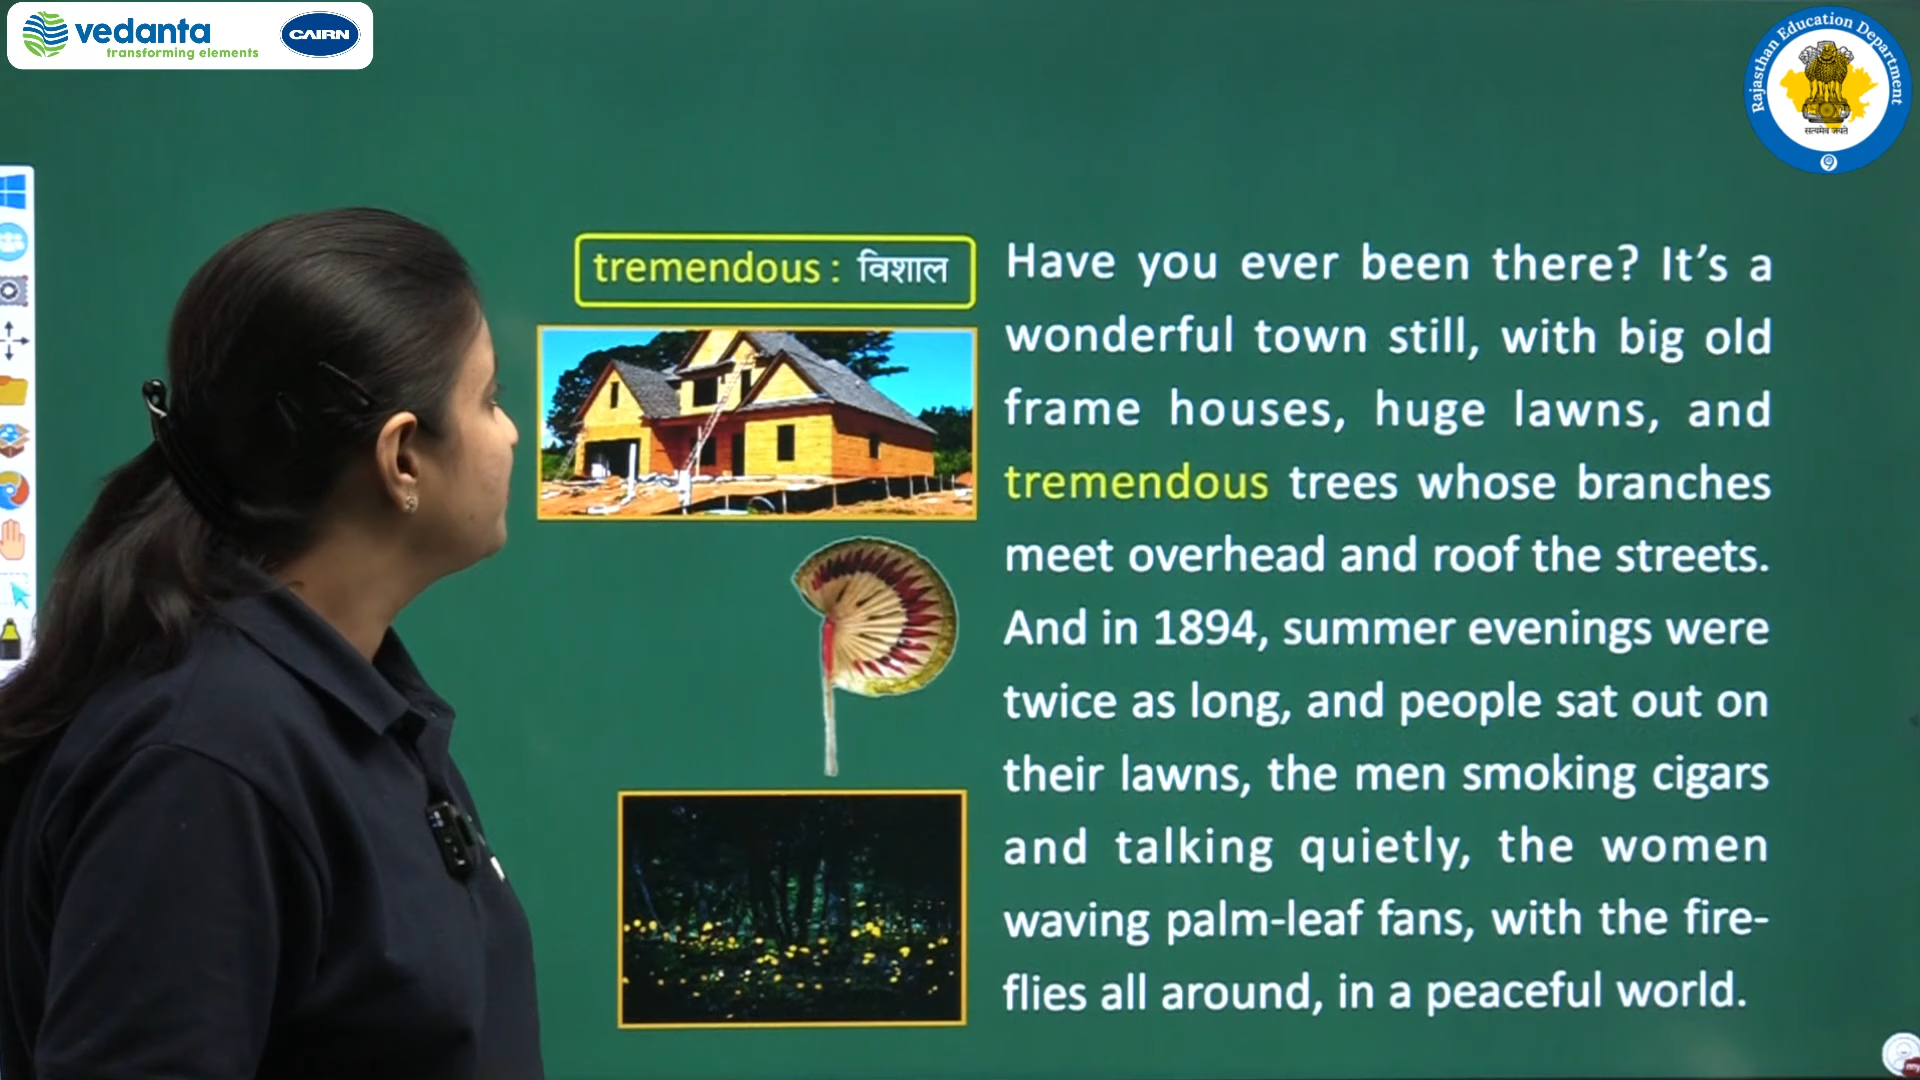 vedanta
transforming elements
CAIRN
Rajasthan Education Department
सत्यमेव जयते
tremendous : विशाल
Have you ever been there? It’s a
wonderful town still, with big old
frame houses, huge lawns, and
tremendous trees whose branches
meet overhead and roof the streets.
And in 1894, summer evenings were
twice as long, and people sat out on
their lawns, the men smoking cigars
and talking quietly, the women
waving palm-leaf fans, with the fire-
flies all around, in a peaceful world.